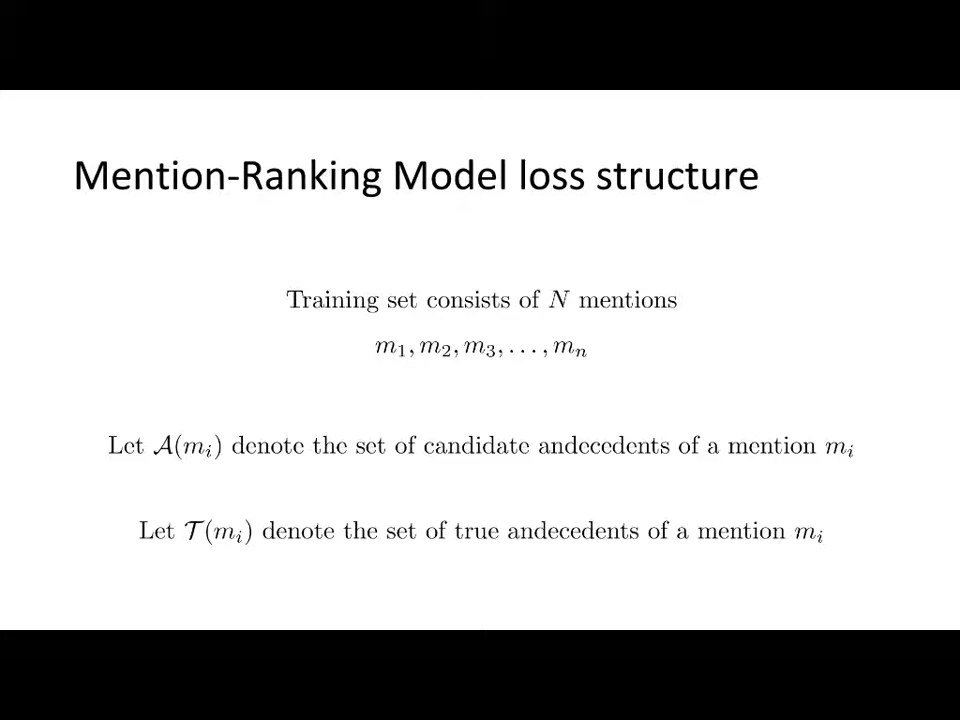 Mention-Ranking Model loss structure
Training set consists of N mentions
m₁, m₂, m₃, . . . , mₙ
Let 𝒜(mᵢ) denote the set of candidate andecedents of a mention mᵢ
Let 𝒯(mᵢ) denote the set of true andecedents of a mention mᵢ